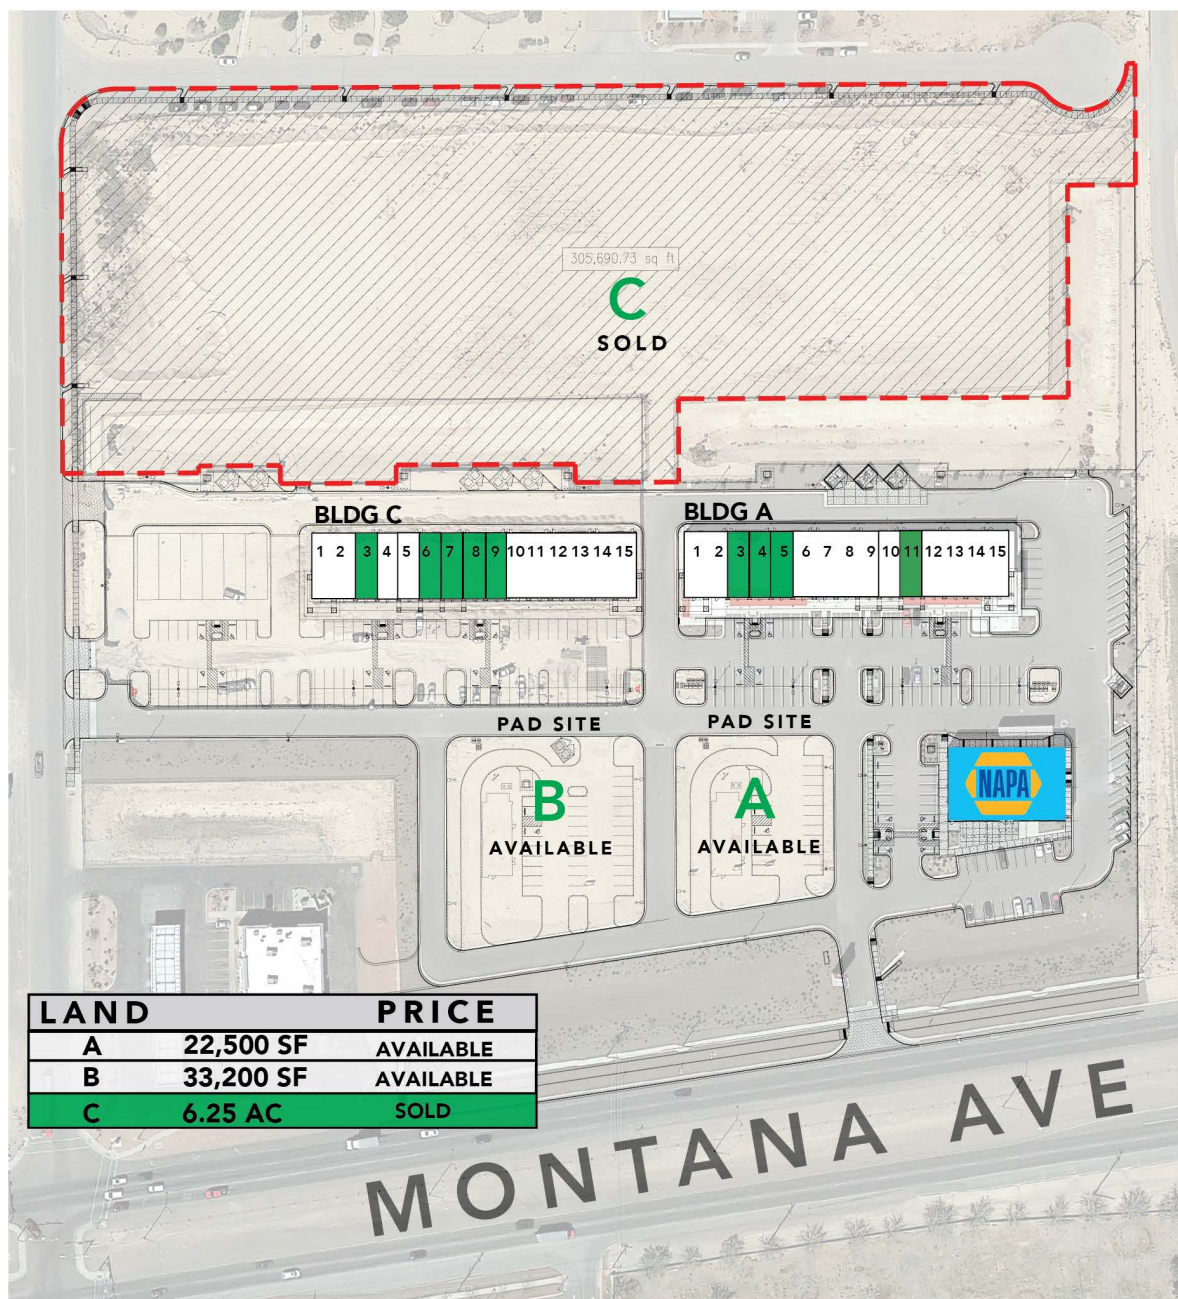 305,690.73 sq ft
C
SOLD
BLDG C
1 2 3 4 5 6 7 8 9 10 11 12 13 14 15
BLDG A
1 2 3 4 5 6 7 8 9 10 11 12 13 14 15
PAD SITE
B
AVAILABLE
PAD SITE
A
AVAILABLE
NAPA
LAND PRICE
A 22,500 SF AVAILABLE
B 33,200 SF AVAILABLE
C 6.25 AC SOLD
MONTANA AVE